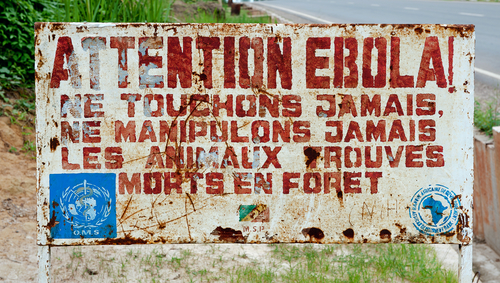 ATTENTION EBOLA!
NE TOUCHONS JAMAIS,
NE MANIPULONS JAMAIS
LES ANIMAUX TROUVES
MORTS EN FORET
OMS
M.S.P